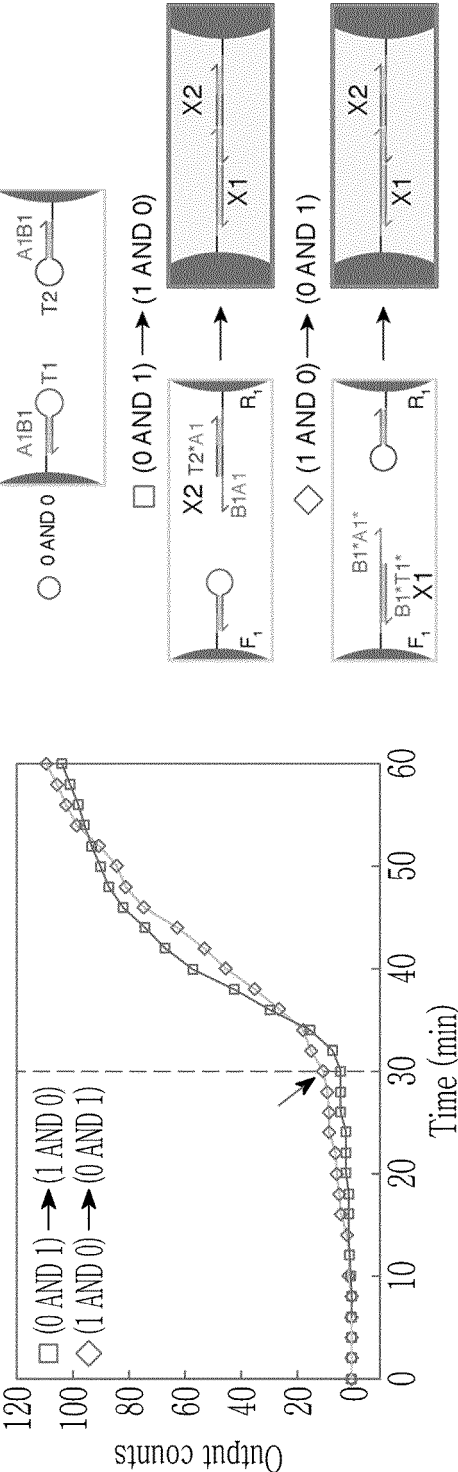 120
100
80
60
40
20
0
Output counts
0
10
20
30
40
50
60
Time (min)
(0 AND 1) → (1 AND 0)
(1 AND 0) → (0 AND 1)
0 AND 0
A1B1
T1
T2
A1B1
(0 AND 1) → (1 AND 0)
X2 T2*A1
B1A1
F1
R1
X1
X2
(1 AND 0) → (0 AND 1)
B1*A1*
B1*T1*
X1
F1
R1
X1
X2